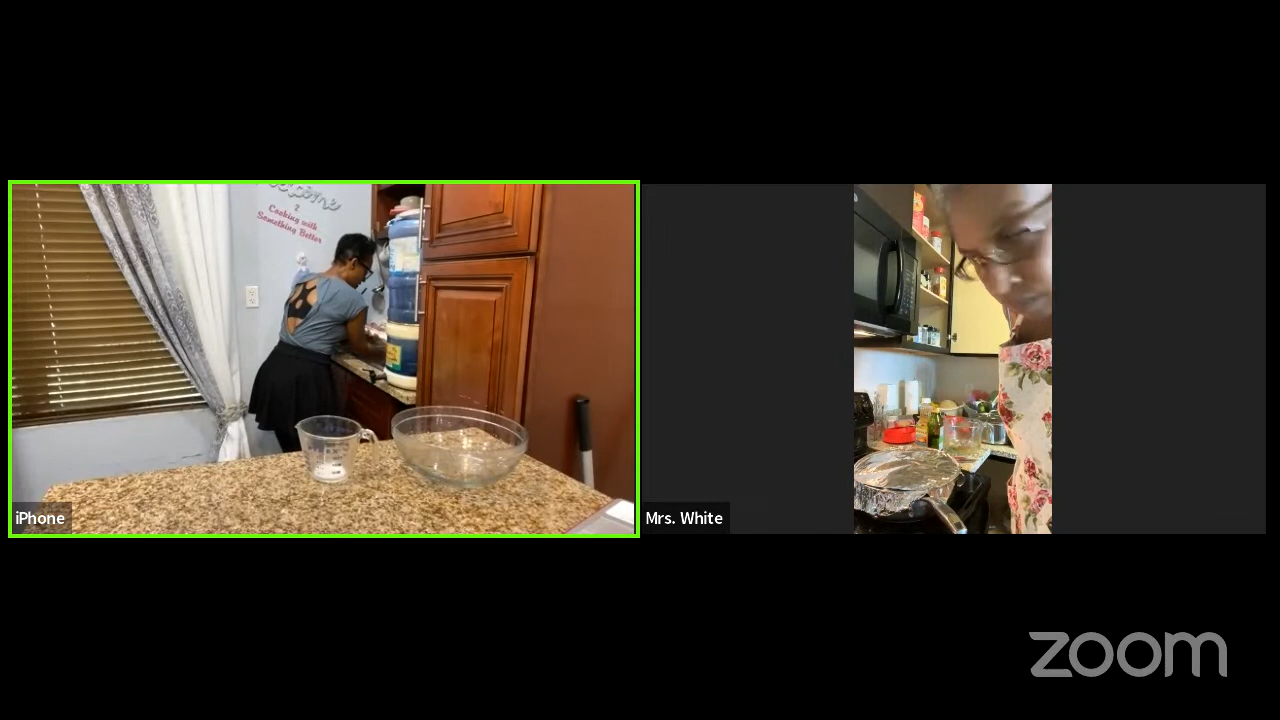 Welcome
2
Cooking with
Something Better
iPhone
Mrs. White
zoom